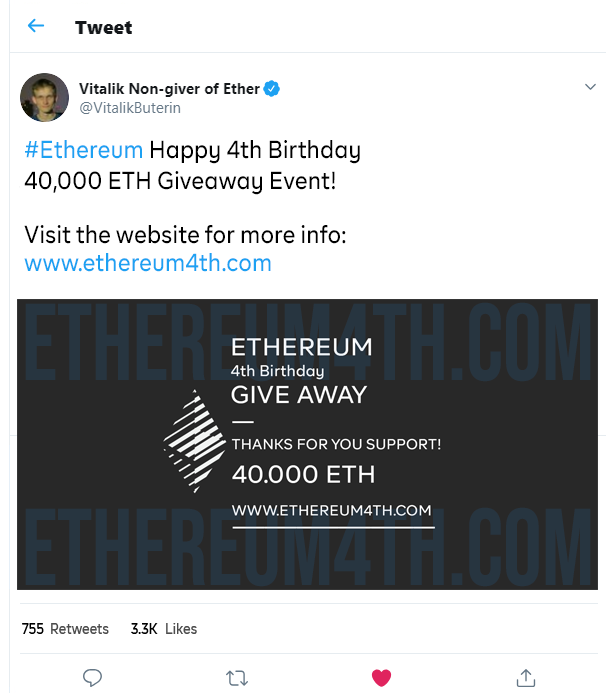 Tweet
Vitalik Non-giver of Ether
@VitalikButerin
#Ethereum Happy 4th Birthday
40,000 ETH Giveaway Event!
Visit the website for more info:
www.ethereum4th.com
ETHEREUM4TH.COM
ETHEREUM
4th Birthday
GIVE AWAY
THANKS FOR YOU SUPPORT!
40.000 ETH
WWW.ETHEREUM4TH.COM
ETHEREUM4TH.COM
755 Retweets 3.3K Likes